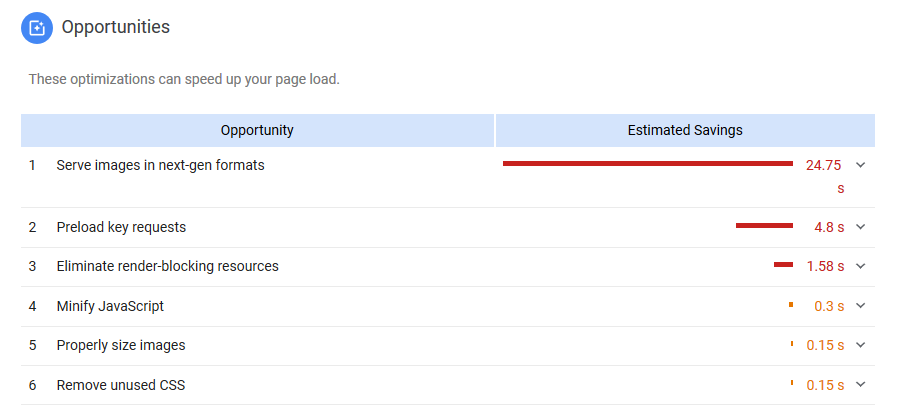 Opportunities
These optimizations can speed up your page load.
Opportunity Estimated Savings
1 Serve images in next-gen formats 24.75
s
2 Preload key requests 4.8 s
3 Eliminate render-blocking resources 1.58 s
4 Minify JavaScript 0.3 s
5 Properly size images 0.15 s
6 Remove unused CSS 0.15 s